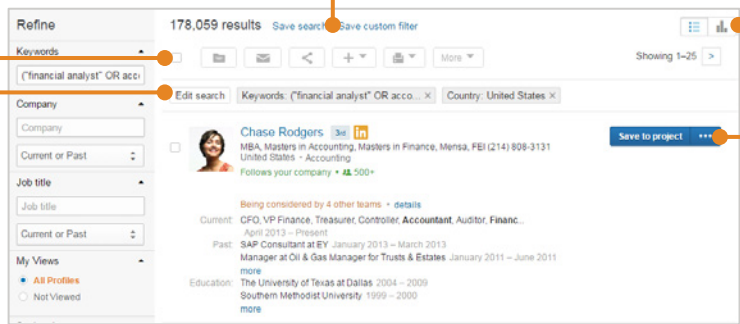 Refine
Keywords
("financial analyst" OR acc
Company
Company
Current or Past
Job title
Job title
Current or Past
My Views
All Profiles
Not Viewed
178,059 results Save search Save custom filter
More
Showing 1–25 >
Edit search Keywords: ("financial analyst" OR acco... × Country: United States ×
Chase Rodgers 3rd in
MBA, Masters in Accounting, Masters in Finance, Mensa, FEI (214) 808-3131
United States • Accounting
Follows your company • 500+
Save to project •••
Being considered by 4 other teams • details
Current: CFO, VP Finance, Treasurer, Controller, Accountant, Auditor, Financ...
April 2013 – Present
Past: SAP Consultant at EY January 2013 – March 2013
Manager at Oil & Gas Manager for Trusts & Estates January 2011 – June 2011
more
Education: The University of Texas at Dallas 2004 – 2009
Southern Methodist University 1999 – 2000
more